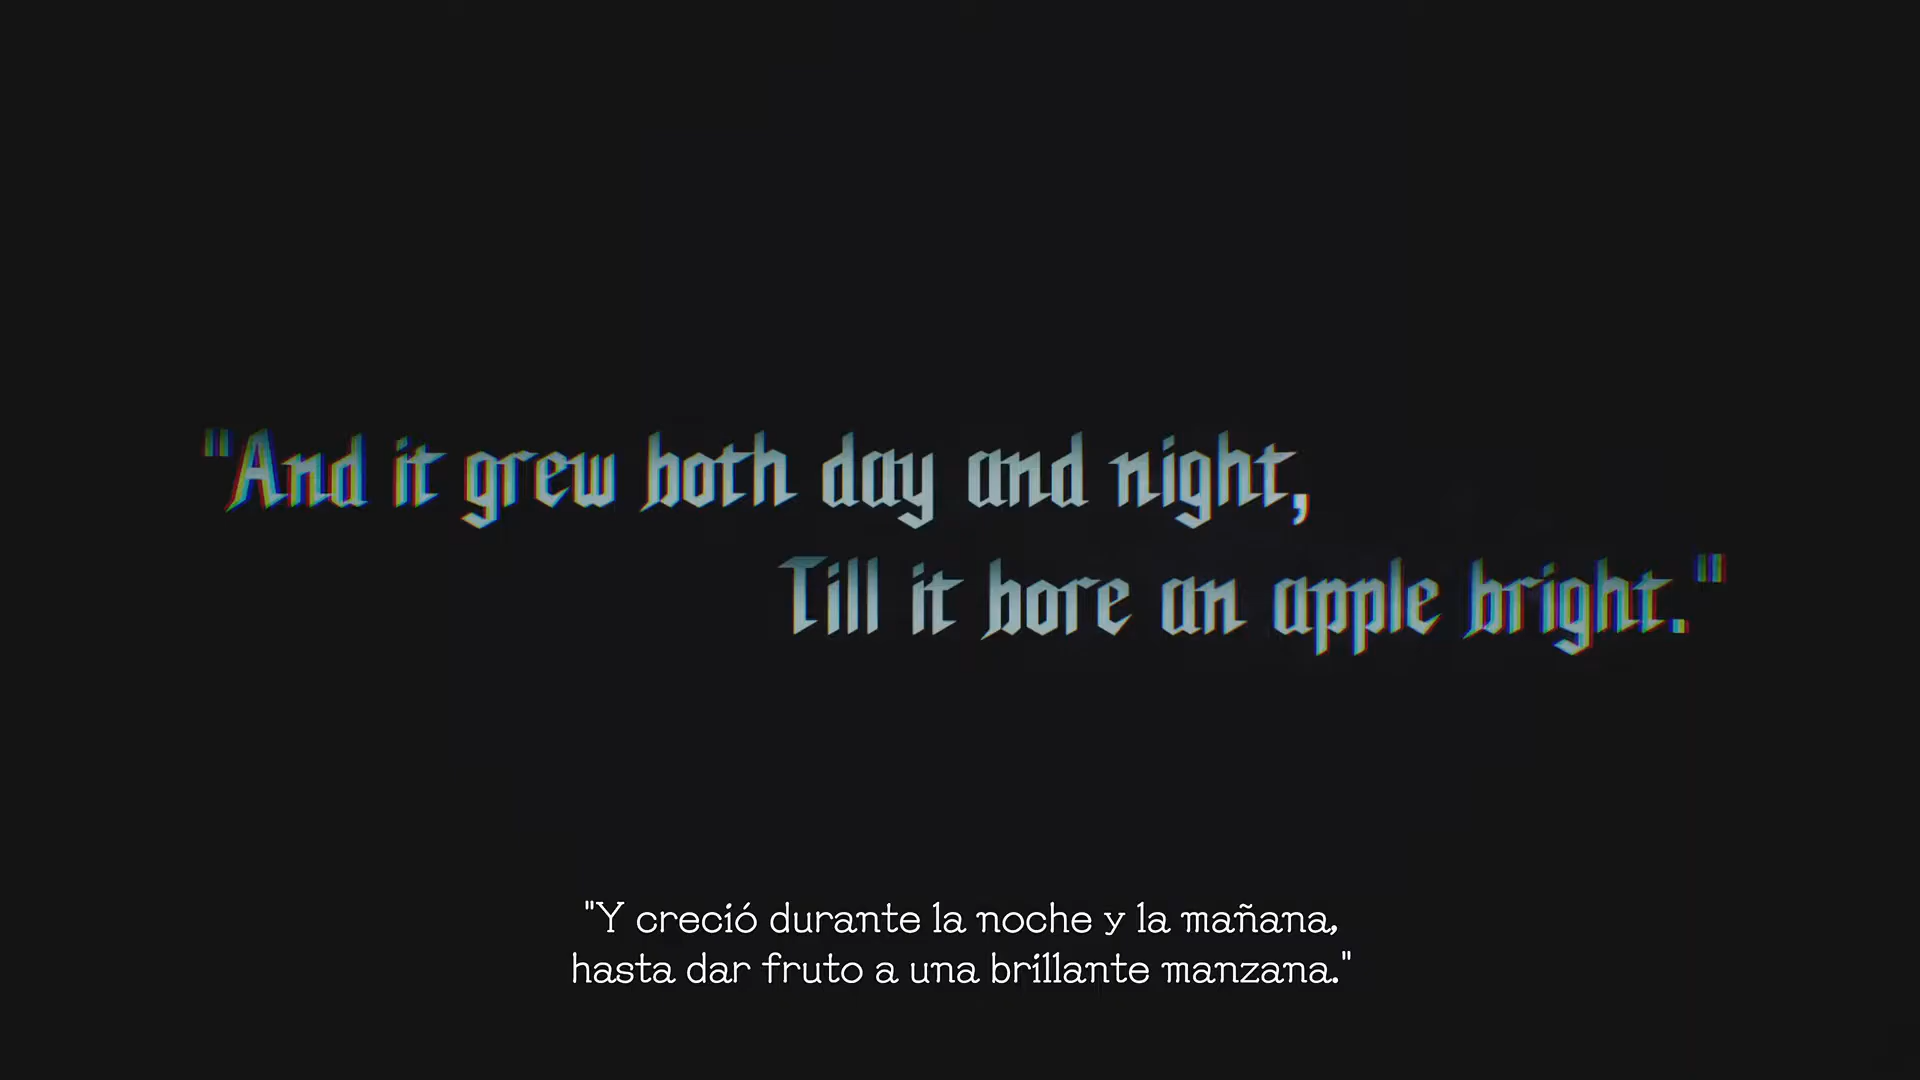 "And it grew both day and night,
Till it bore an apple bright."
"Y creció durante la noche y la mañana,
hasta dar fruto a una brillante manzana."